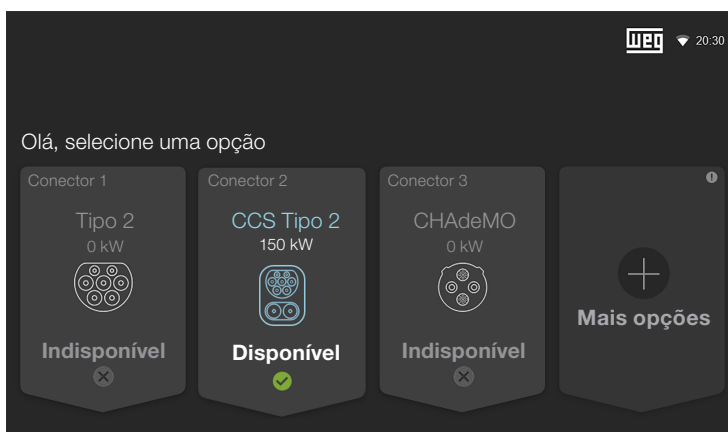 weg
20:30
Olá, selecione uma opção
Conector 1
Tipo 2
0 kW
Indisponível
Conector 2
CCS Tipo 2
150 kW
Disponível
Conector 3
CHAdeMO
0 kW
Indisponível
Mais opções